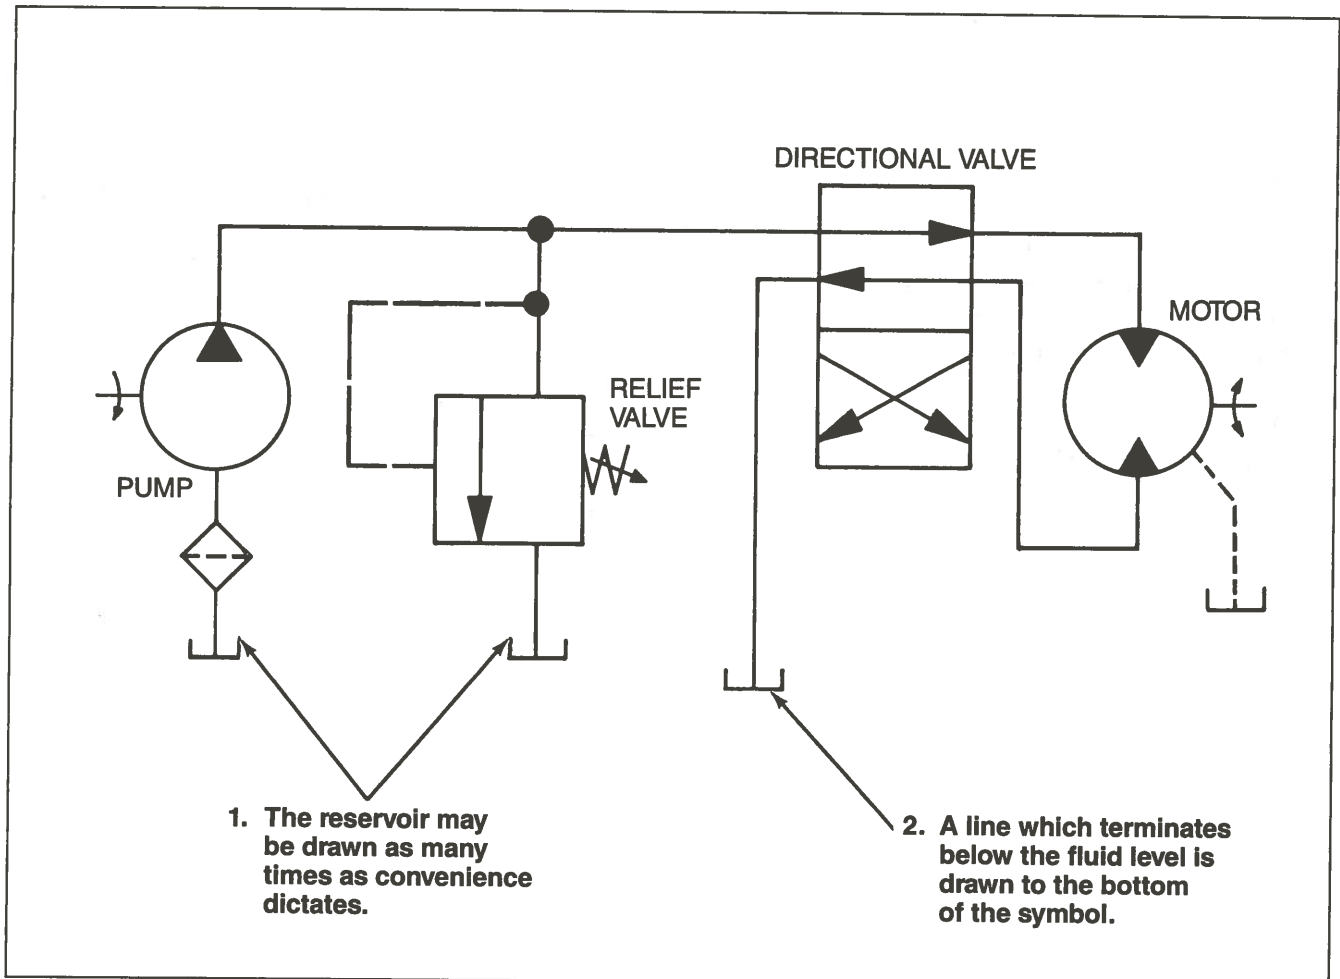 DIRECTIONAL VALVE
MOTOR
RELIEF
VALVE
PUMP
1. The reservoir may
be drawn as many
times as convenience
dictates.
2. A line which terminates
below the fluid level is
drawn to the bottom
of the symbol.